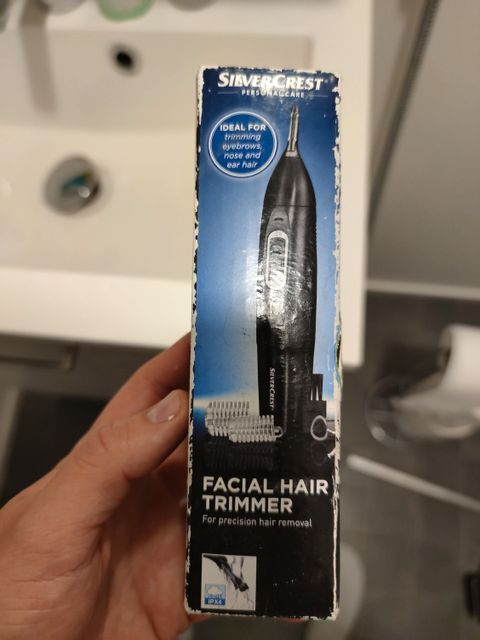 SILVERCREST
PERSONAL CARE
IDEAL FOR
trimming
eyebrows,
nose and
ear hair
SILVERCREST
FACIAL HAIR
TRIMMER
For precision hair removal
IPX4